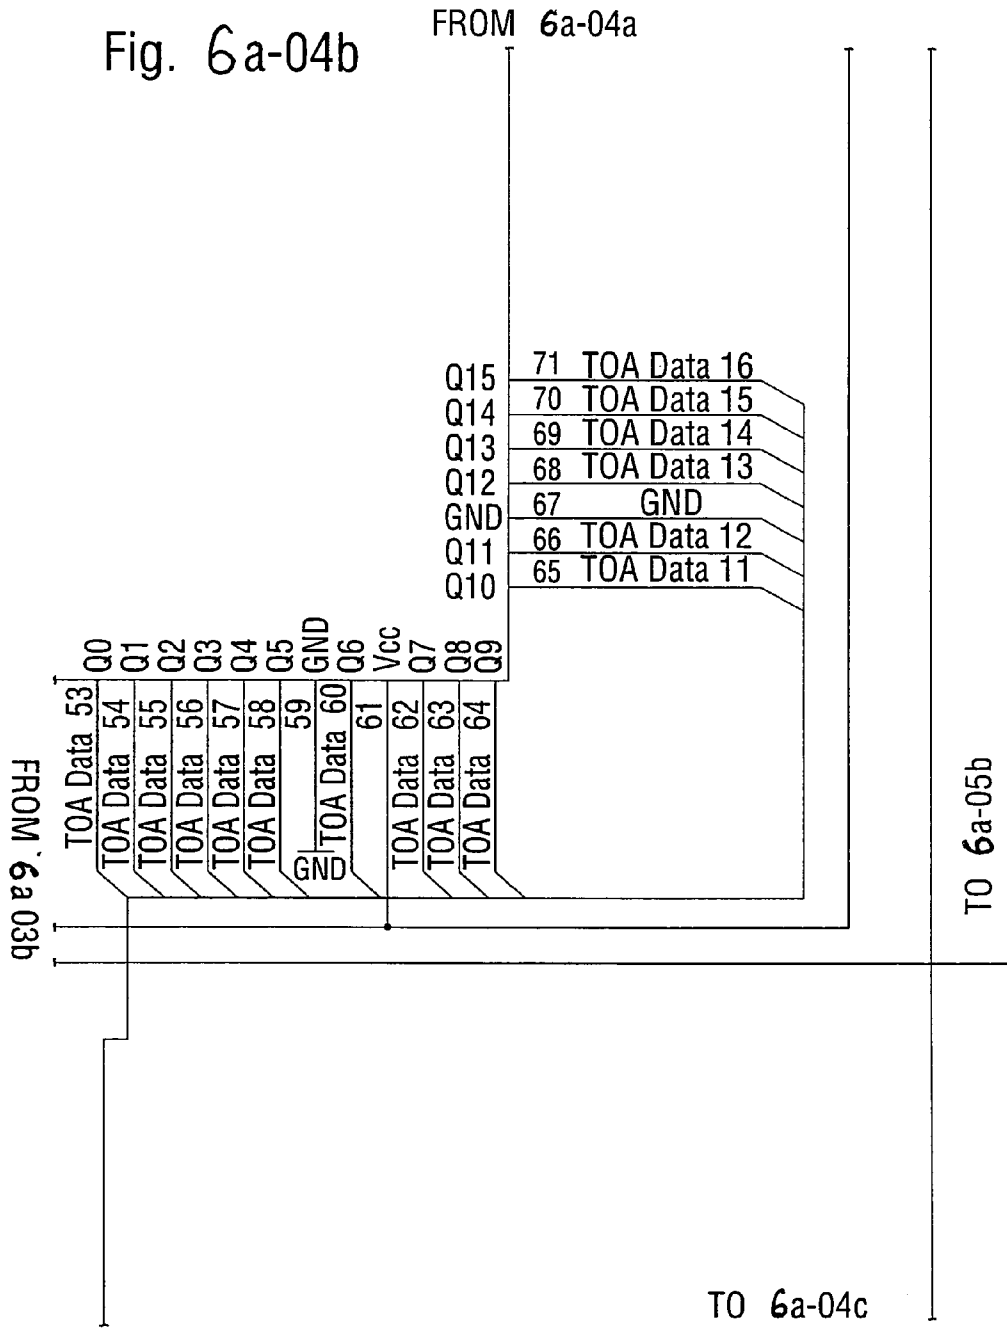 FROM 6a-04a
Fig. 6a-04b
Q15 71 TOA Data 16
Q14 70 TOA Data 15
Q13 69 TOA Data 14
Q12 68 TOA Data 13
GND 67 GND
Q11 66 TOA Data 12
Q10 65 TOA Data 11
Q0
Q1
Q2
Q3
Q4
Q5
GND
Q6
Vcc
Q7
Q8
Q9
TOA Data 53
TOA Data 54
TOA Data 55
TOA Data 56
TOA Data 57
TOA Data 58
59
GND
TOA Data 60
61
TOA Data 62
TOA Data 63
TOA Data 64
FROM 6a 03b
TO 6a-05b
TO 6a-04c